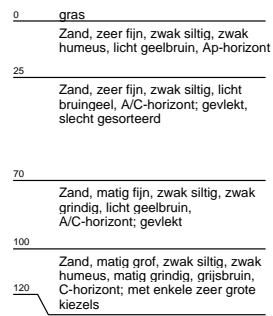 0 gras
Zand, zeer fijn, zwak siltig, zwak
humeus, licht geelbruin, Ap-horizont
25
Zand, zeer fijn, zwak siltig, licht
bruingeel, A/C-horizont; gevlekt,
slecht gesorteerd
70
Zand, matig fijn, zwak siltig, zwak
grindig, licht geelbruin,
A/C-horizont; gevlekt
100
Zand, matig grof, zwak siltig, zwak
humeus, matig grindig, grijsbruin,
C-horizont; met enkele zeer grote
120 kiezels